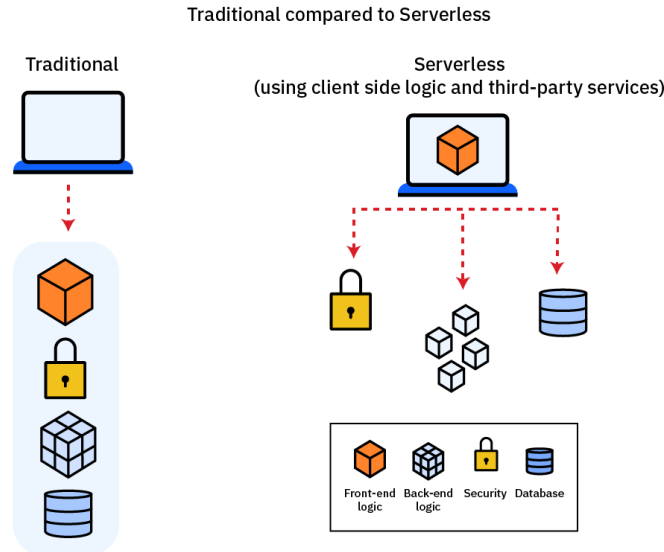 Traditional compared to Serverless
Traditional
Serverless
(using client side logic and third-party services)
Front-end
logic
Back-end
logic
Security
Database